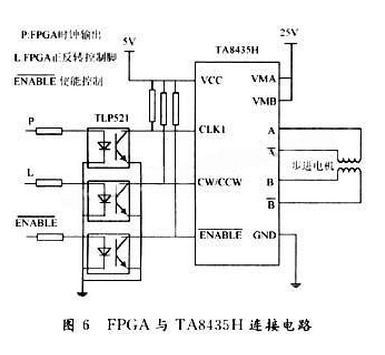 P:FPGA时钟输出
L FPGA正反转控制脚
ENABLE 使能控制
5V
25V
TA8435H
VCC
VMA
VMB
TLP521
P
CLK1
A
A
L
CW/CCW
步进电机
B
B
ENABLE
ENABLE
GND
图 6 FPGA 与 TA8435H 连接电路